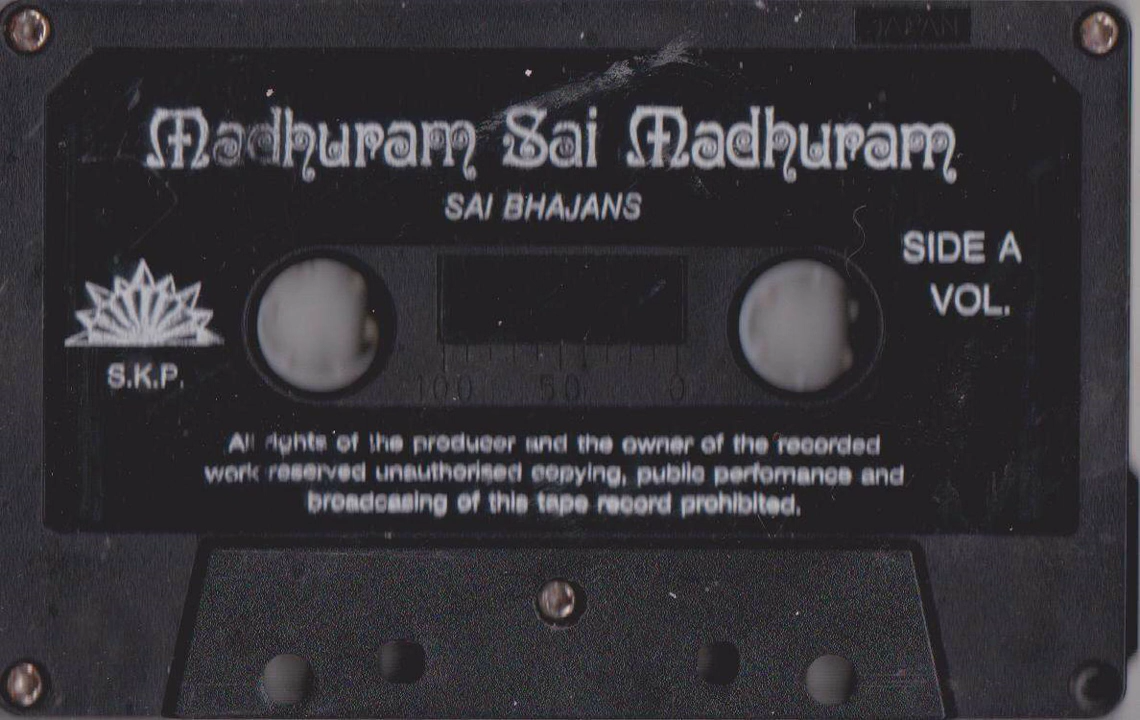 JAPAN
Madhuram Sai Madhuram
SAI BHAJANS
SIDE A
VOL.
S.K.P.
100 50 0
All rights of the producer and the owner of the recorded
work reserved unauthorised copying, public perfomance and
broadcasing of this tape record prohibited.